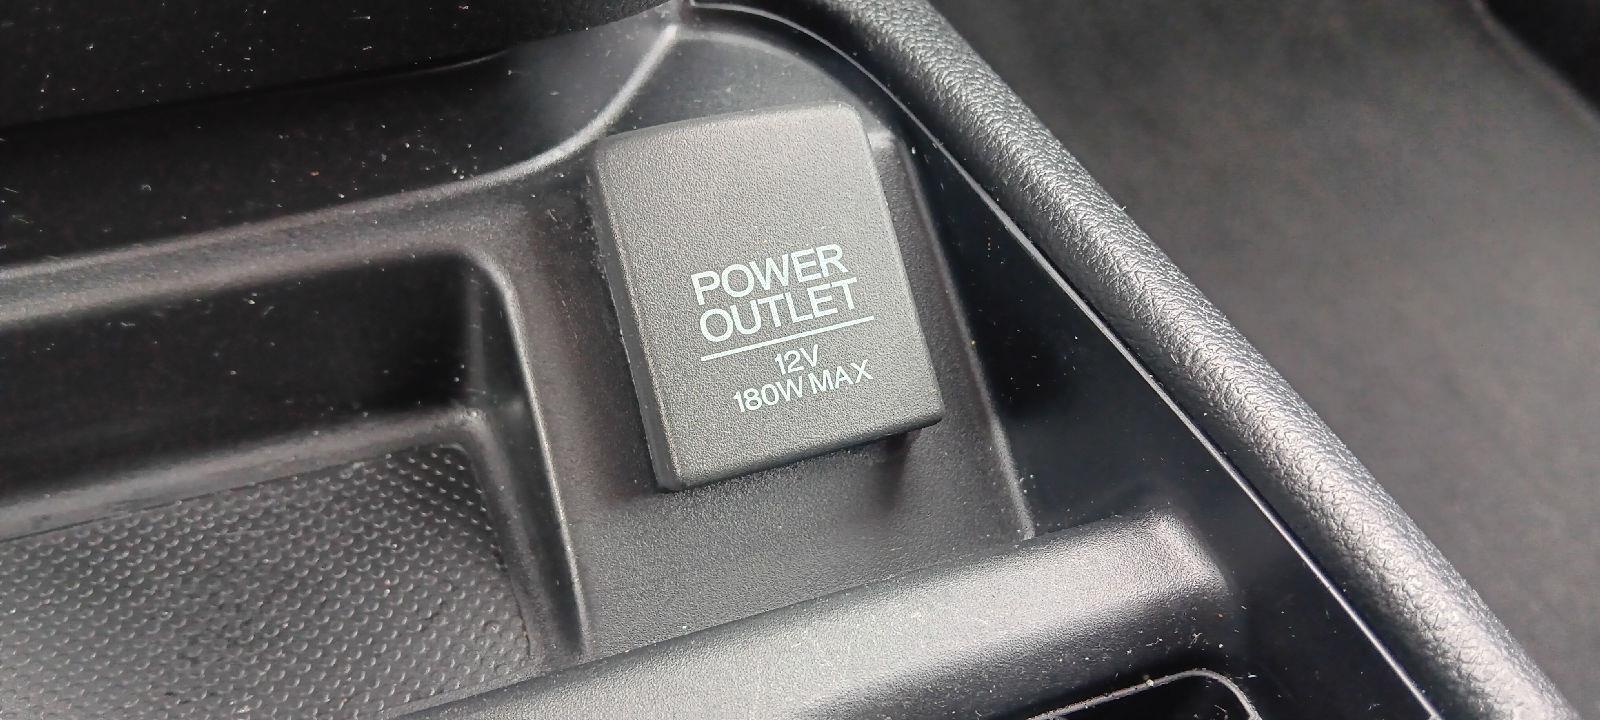 POWER
OUTLET
12V
180W MAX